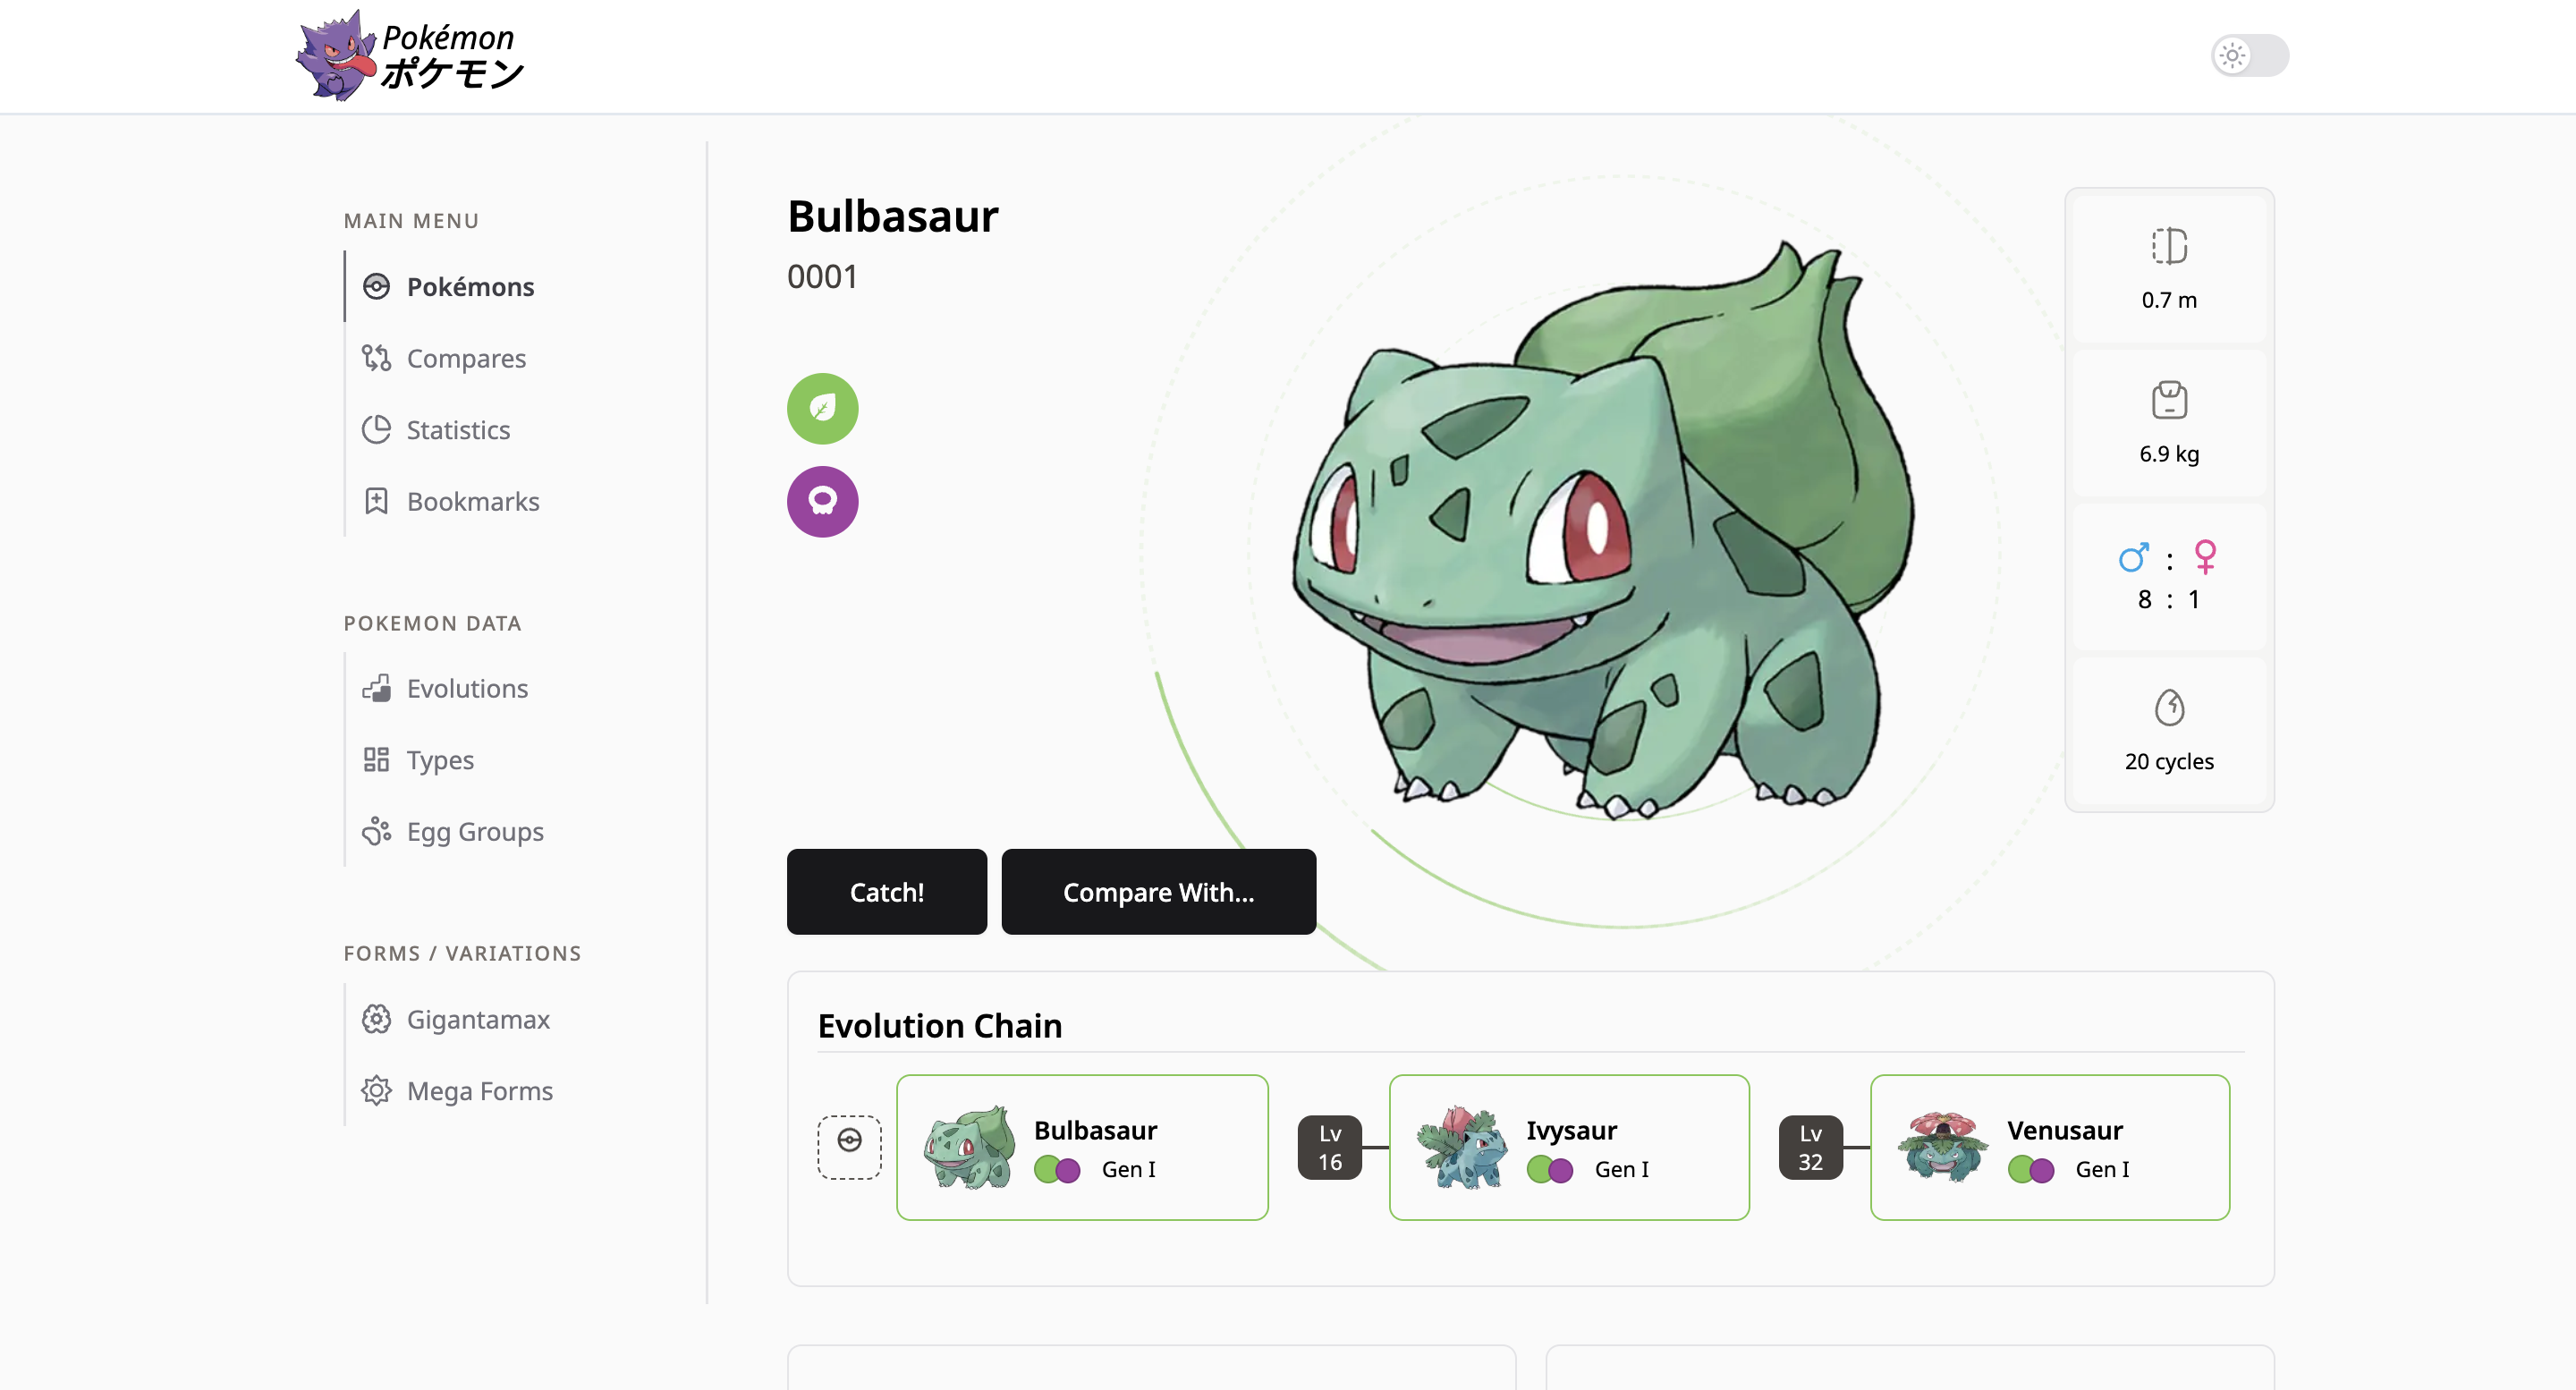 Pokémon
ポケモン
MAIN MENU
Pokémons
Compares
Statistics
Bookmarks
POKEMON DATA
Evolutions
Types
Egg Groups
FORMS / VARIATIONS
Gigantamax
Mega Forms
Bulbasaur
0001
0.7 m
6.9 kg
♂ : ♀
8 : 1
20 cycles
Catch!
Compare With...
Evolution Chain
Bulbasaur
Gen I
Lv
16
Ivysaur
Gen I
Lv
32
Venusaur
Gen I